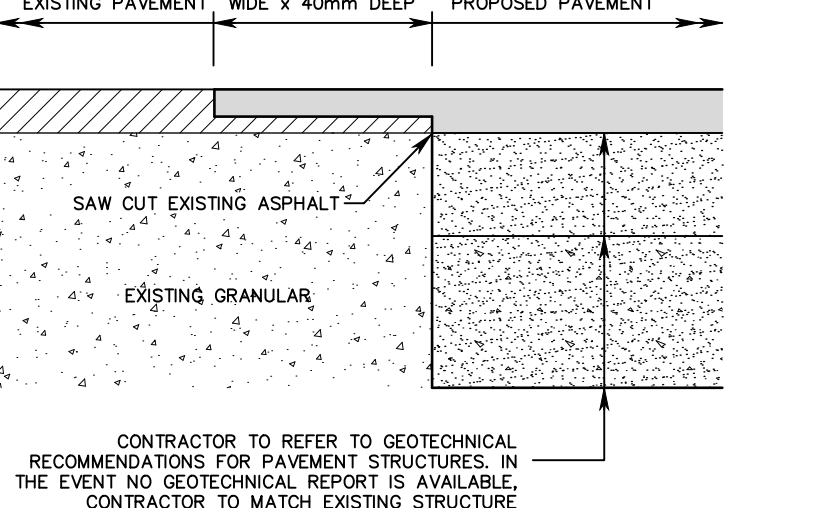 EXISTING PAVEMENT
WIDE x 40mm DEEP
PROPOSED PAVEMENT
SAW CUT EXISTING ASPHALT
EXISTING GRANULAR
CONTRACTOR TO REFER TO GEOTECHNICAL
RECOMMENDATIONS FOR PAVEMENT STRUCTURES. IN
THE EVENT NO GEOTECHNICAL REPORT IS AVAILABLE,
CONTRACTOR TO MATCH EXISTING STRUCTURE